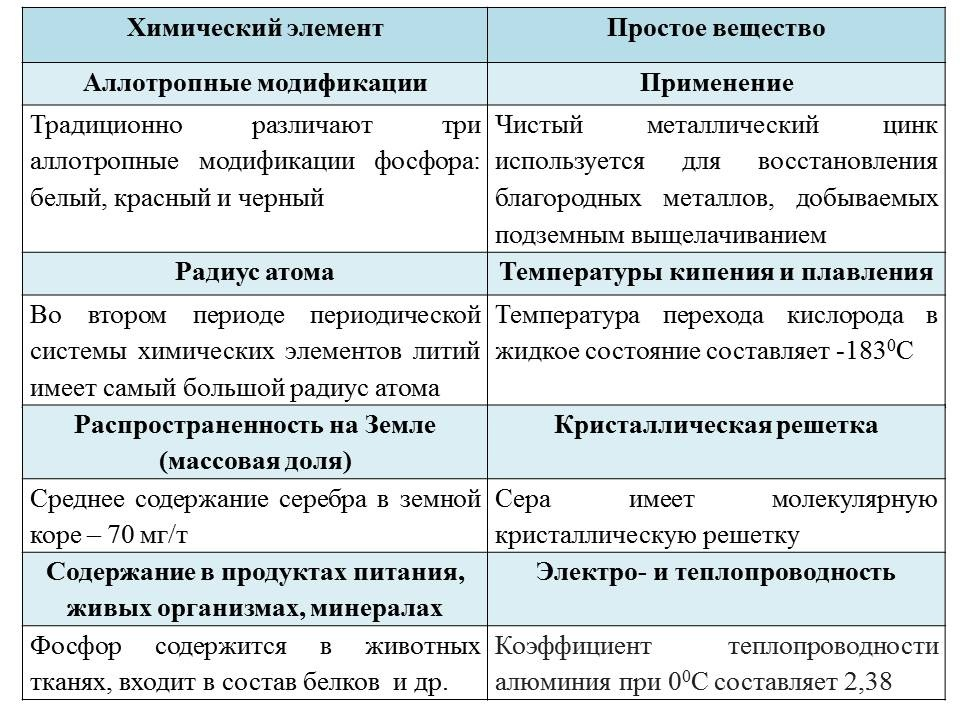 Химический элемент
Простое вещество
Аллотропные модификации
Применение
Традиционно различают три
аллотропные модификации фосфора:
белый, красный и черный
Чистый металлический цинк
используется для восстановления
благородных металлов, добываемых
подземным выщелачиванием
Радиус атома
Температуры кипения и плавления
Во втором периоде периодической
системы химических элементов литий
имеет самый большой радиус атома
Температура перехода кислорода в
жидкое состояние составляет -183⁰С
Распространенность на Земле
(массовая доля)
Кристаллическая решетка
Среднее содержание серебра в земной
коре – 70 мг/т
Сера имеет молекулярную
кристаллическую решетку
Содержание в продуктах питания,
живых организмах, минералах
Электро- и теплопроводность
Фосфор содержится в животных
тканях, входит в состав белков и др.
Коэффициент теплопроводности
алюминия при 0⁰С составляет 2,38